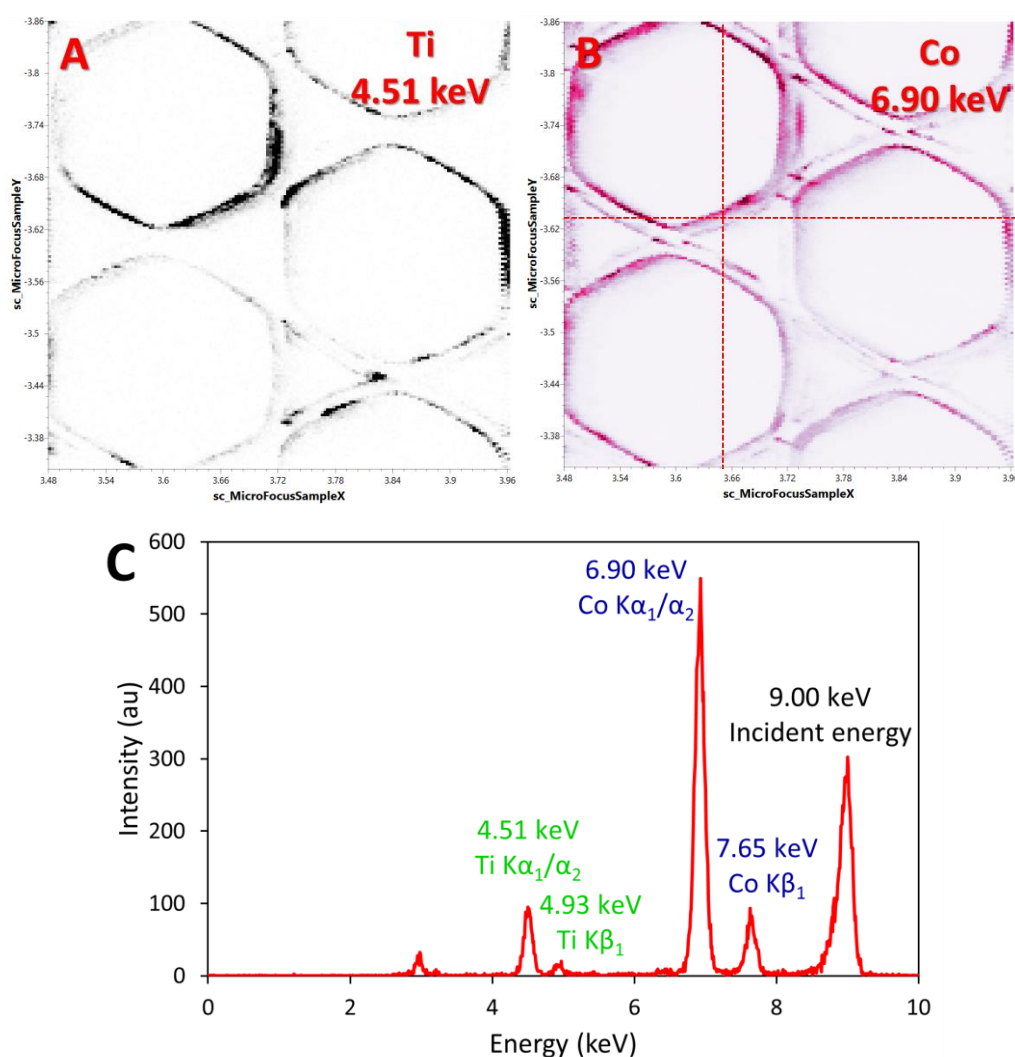 A
Ti
4.51 keV
-3.86
-3.8
-3.74
-3.68
-3.62
-3.56
-3.5
-3.44
-3.38
sc_MicroFocusSampleY
3.48 3.54 3.6 3.66 3.72 3.78 3.84 3.9 3.96
sc_MicroFocusSampleX
B
Co
6.90 keV
-3.86
-3.8
-3.74
-3.68
-3.62
-3.56
-3.5
-3.44
-3.38
sc_MicroFocusSampleY
3.48 3.54 3.6 3.66 3.72 3.78 3.84 3.9 3.96
sc_MicroFocusSampleX
C
600
500
400
300
200
100
0
Intensity (au)
6.90 keV
Co Kα₁/α₂
9.00 keV
Incident energy
4.51 keV
Ti Kα₁/α₂
4.93 keV
Ti Kβ₁
7.65 keV
Co Kβ₁
0 2 4 6 8 10
Energy (keV)